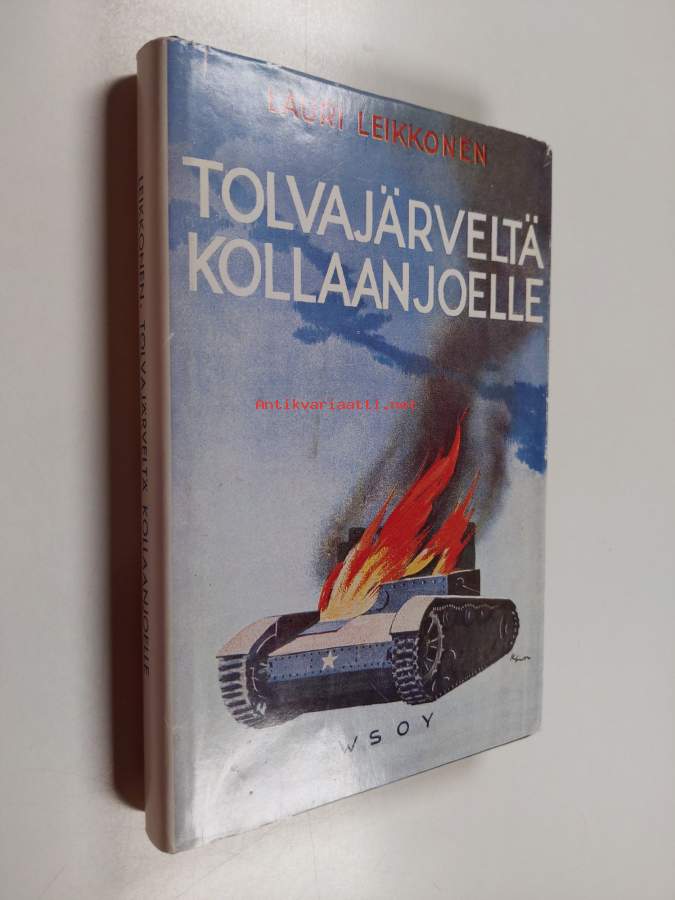 LAURI LEIKKONEN
TOLVAJÄRVELTÄ
KOLLAANJOELLE
Antikvariaatti.net
WSOY
LEIKKONEN TOLVAJÄRVELTÄ KOLLAANJOELLE